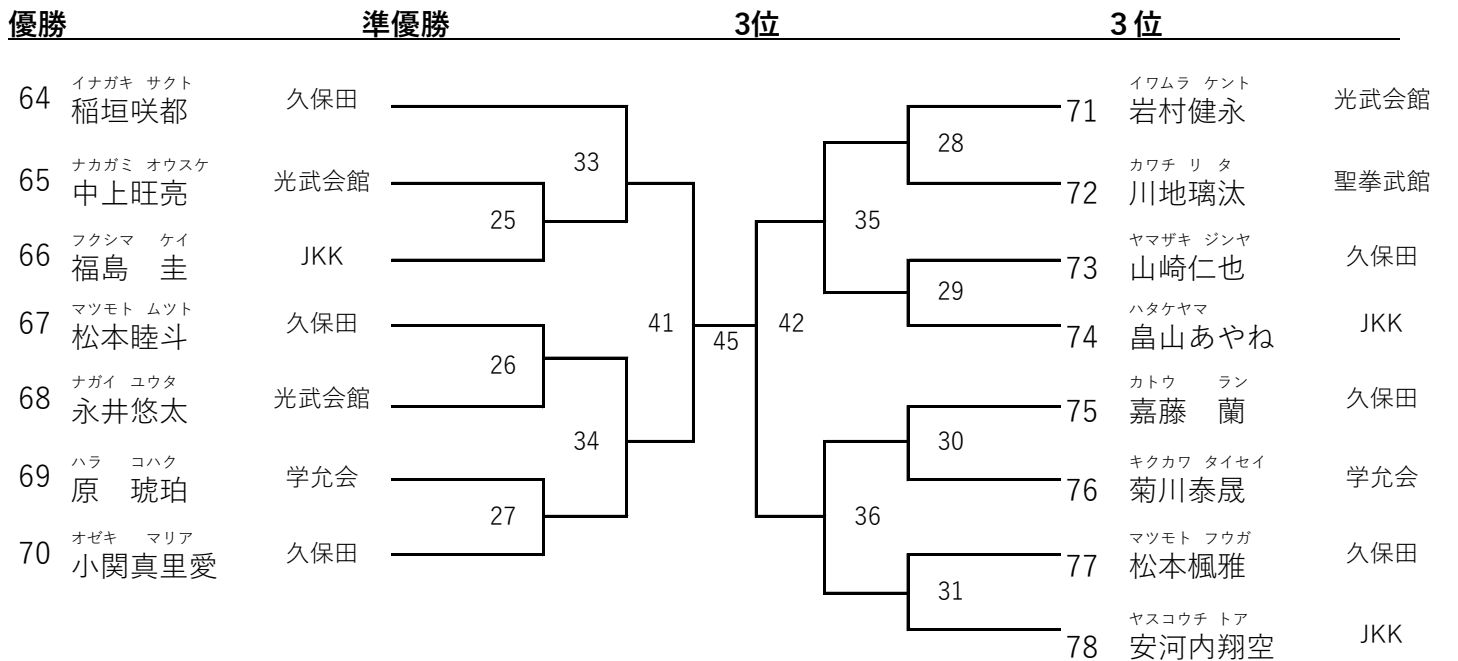 優勝 準優勝 3位 ３位
イナガキ サクト
64 稲垣咲都 久保田
ナカガミ オウスケ
65 中上旺亮 光武会館
フクシマ ケイ
66 福島　圭 JKK
マツモト ムツト
67 松本睦斗 久保田
ナガイ ユウタ
68 永井悠太 光武会館
ハラ コハク
69 原　琥珀 学允会
オゼキ マリア
70 小関真里愛 久保田
33
25
26
34
27
41
45
42
28
35
29
30
36
31
イワムラ ケント
71 岩村健永 光武会館
カワチ リ タ
72 川地璃汰 聖拳武館
ヤマザキ ジンヤ
73 山崎仁也 久保田
ハタケヤマ
74 畠山あやね JKK
カトウ ラン
75 嘉藤　蘭 久保田
キクカワ タイセイ
76 菊川泰晟 学允会
マツモト フウガ
77 松本楓雅 久保田
ヤスコウチ トア
78 安河内翔空 JKK